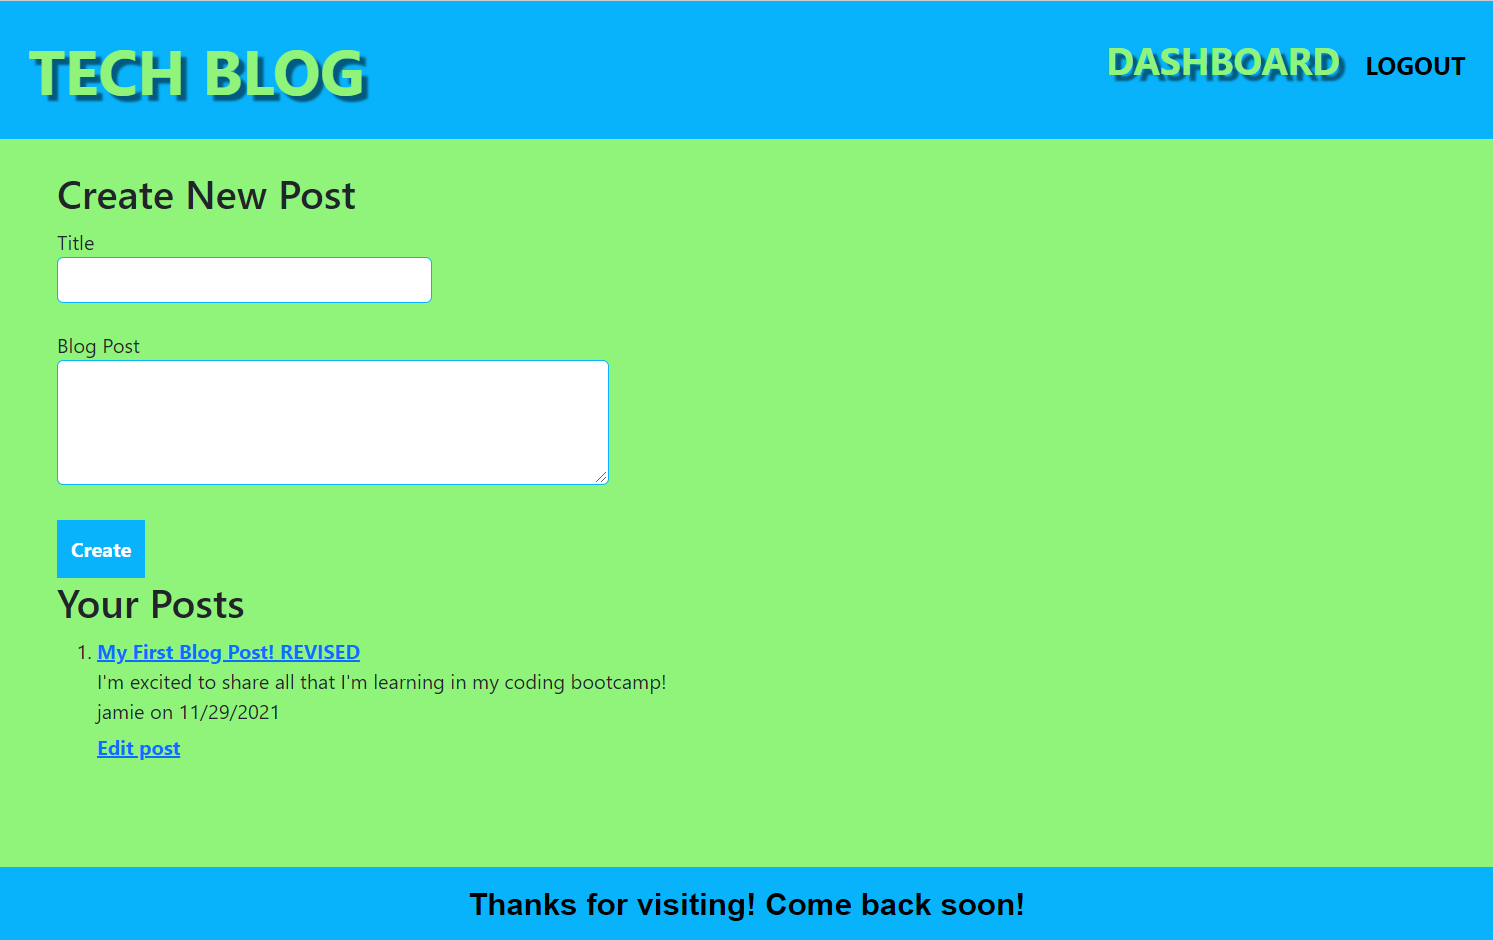 TECH BLOG
DASHBOARD LOGOUT
Create New Post
Title
Blog Post
Create
Your Posts
1. My First Blog Post! REVISED
I'm excited to share all that I'm learning in my coding bootcamp!
jamie on 11/29/2021
Edit post
Thanks for visiting! Come back soon!